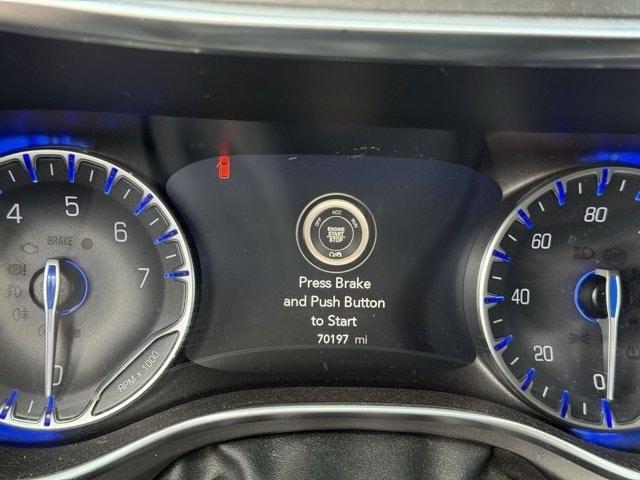 4 5 6 7
BRAKE
0
RPM x 1000
OFF ACC RUN
ENGINE
START
STOP
Press Brake
and Push Button
to Start
70197 mi
80
60
40
20
0